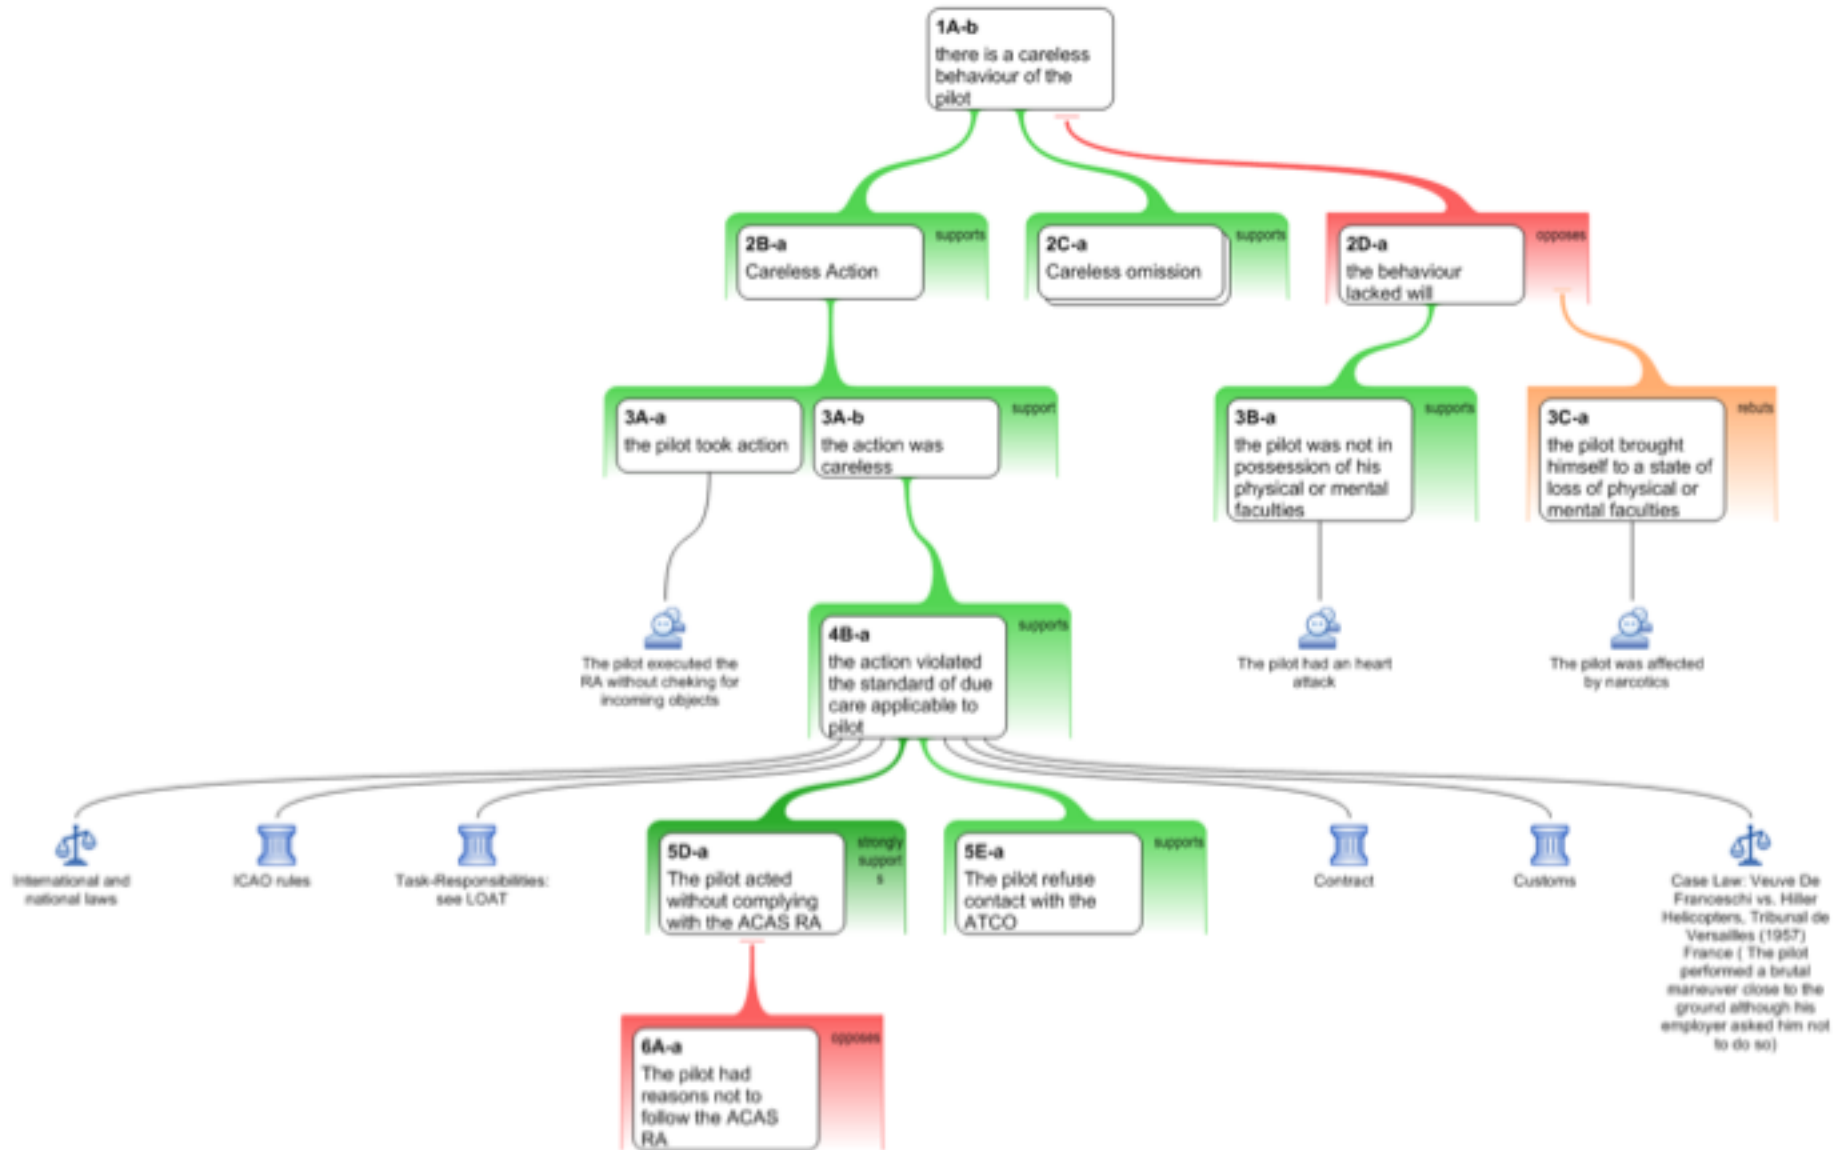 1A-b
there is a careless
behaviour of the
pilot
2B-a
Careless Action
supports
2C-a
Careless omission
supports
2D-a
the behaviour
lacked will
opposes
3A-a
the pilot took action
3A-b
the action was
careless
support
3B-a
the pilot was not in
possession of his
physical or mental
faculties
supports
3C-a
the pilot brought
himself to a state of
loss of physical or
mental faculties
rebuts
The pilot executed the
RA without cheking for
incoming objects
4B-a
the action violated
the standard of due
care applicable to
pilot
supports
The pilot had an heart
attack
The pilot was affected
by narcotics
International and
national laws
ICAO rules
Task-Responsibilities:
see LOAT
5D-a
The pilot acted
without complying
with the ACAS RA
strongly
support
s
5E-a
The pilot refuse
contact with the
ATCO
supports
Contract
Customs
Case Law: Veuve De
Franceschi vs. Hiller
Helicopters, Tribunal de
Versailles (1957)
France ( The pilot
performed a brutal
maneuver close to the
ground although his
employer asked him not
to do so)
6A-a
The pilot had
reasons not to
follow the ACAS
RA
opposes